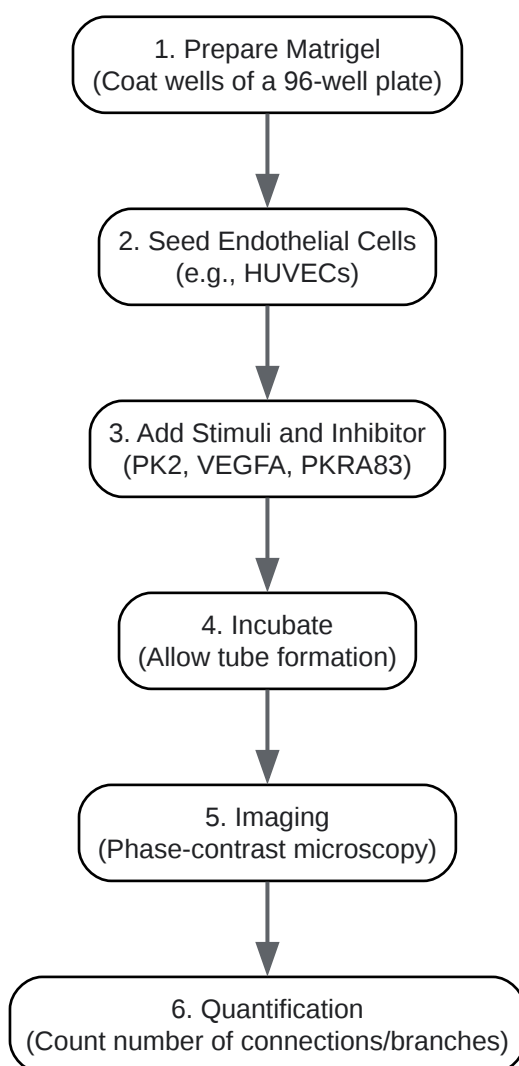 1. Prepare Matrigel
(Coat wells of a 96-well plate)
2. Seed Endothelial Cells
(e.g., HUVECs)
3. Add Stimuli and Inhibitor
(PK2, VEGFA, PKRA83)
4. Incubate
(Allow tube formation)
5. Imaging
(Phase-contrast microscopy)
6. Quantification
(Count number of connections/branches)